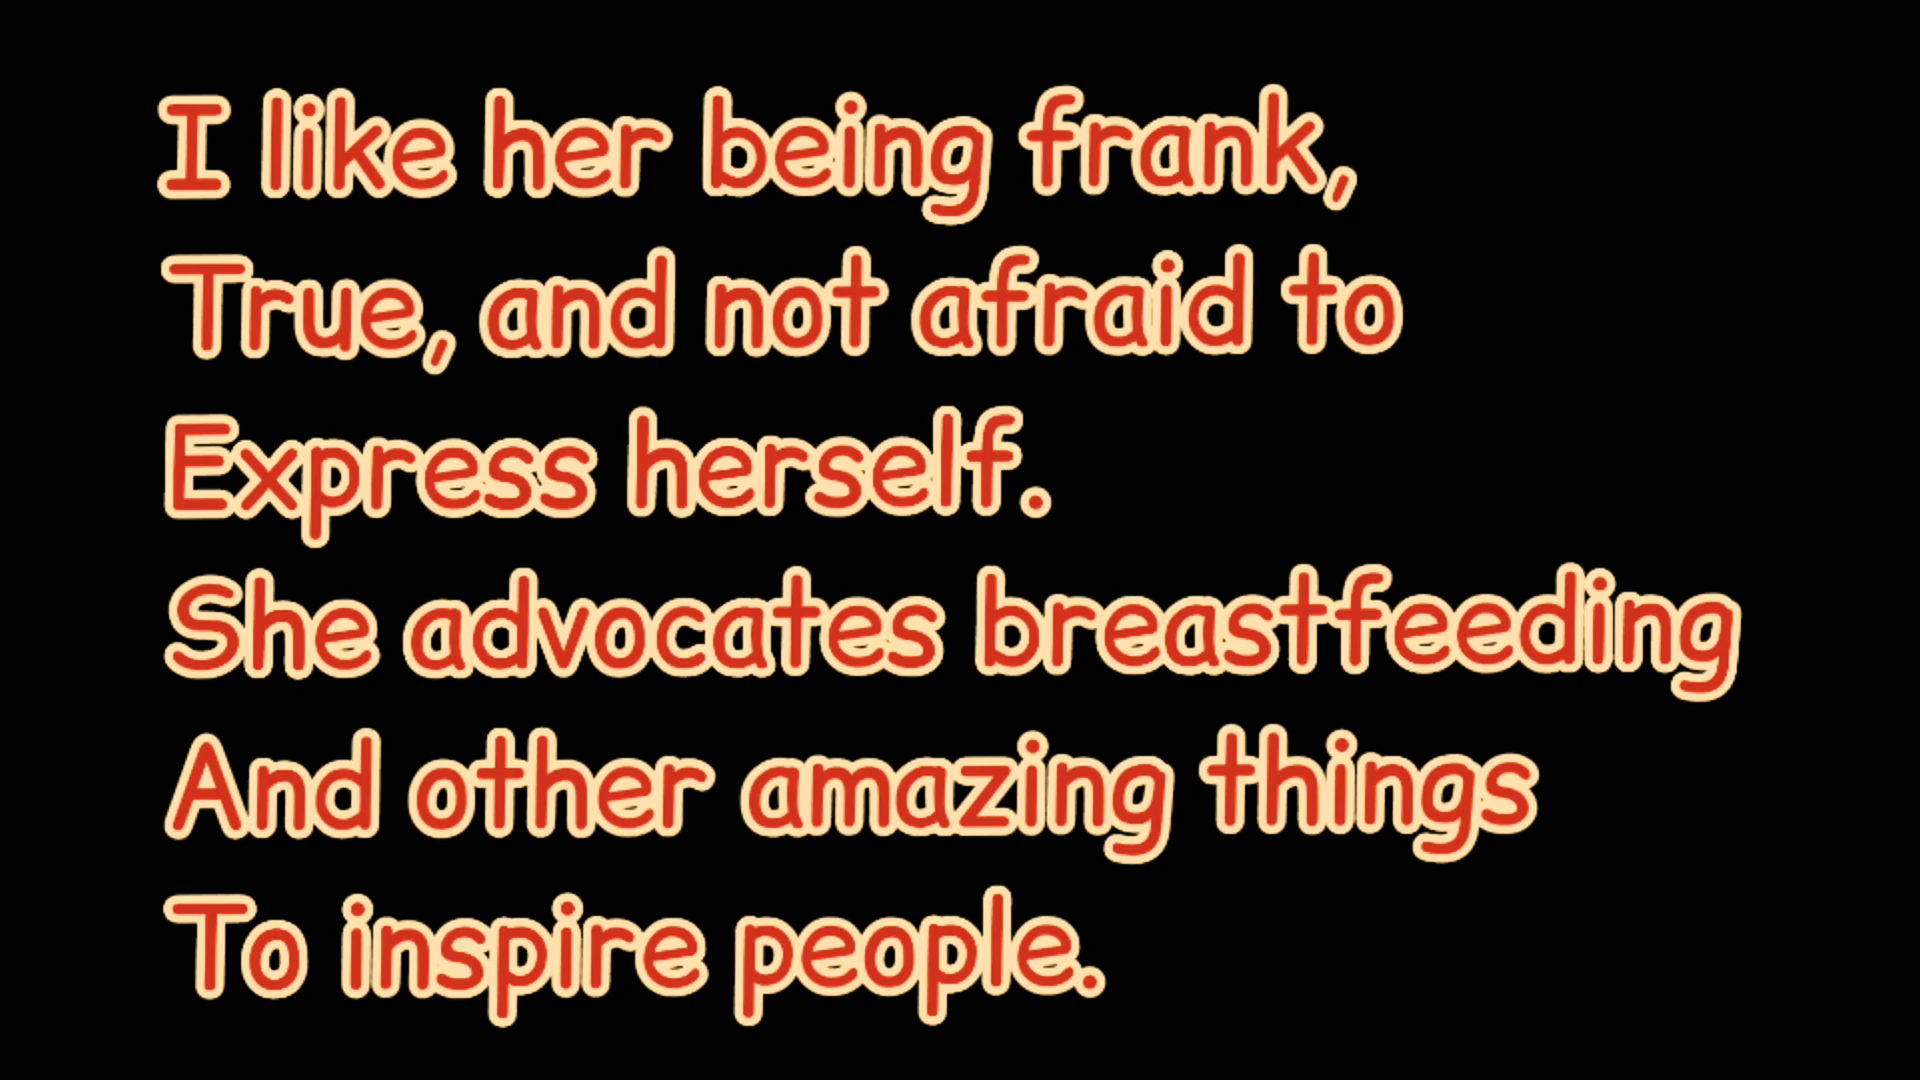 I like her being frank,
True, and not afraid to
Express herself.
She advocates breastfeeding
And other amazing things
To inspire people.